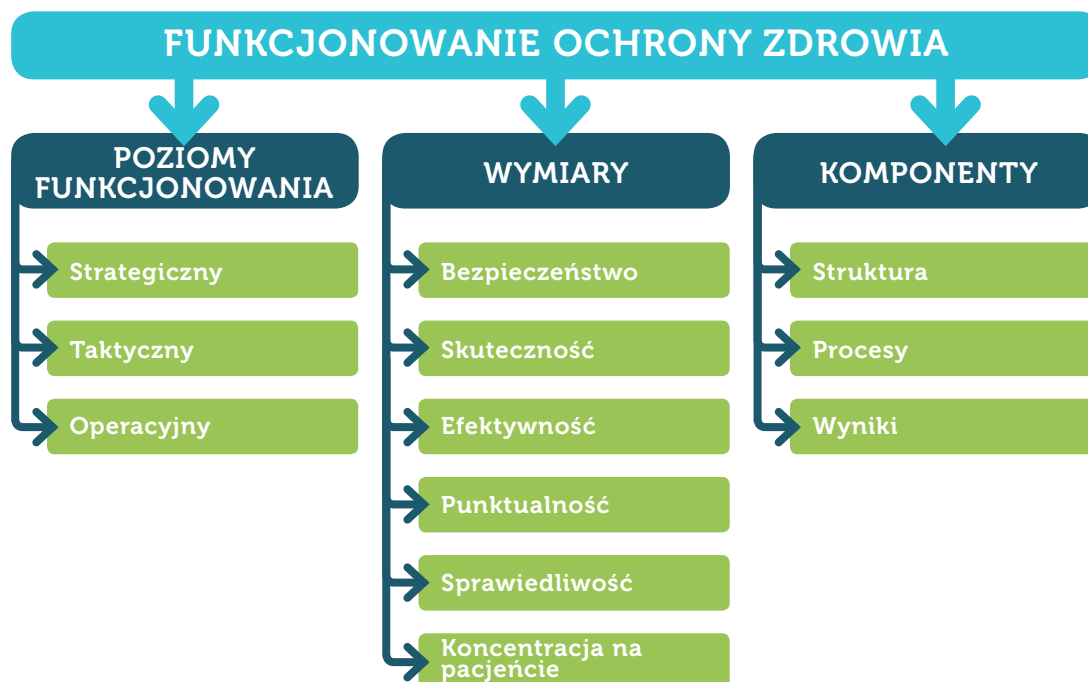 FUNKCJONOWANIE OCHRONY ZDROWIA
POZIOMY
FUNKCJONOWANIA
Strategiczny
Taktyczny
Operacyjny
WYMIARY
Bezpieczeństwo
Skuteczność
Efektywność
Punktualność
Sprawiedliwość
Koncentracja na
pacjeńcie
KOMPONENTY
Struktura
Procesy
Wyniki